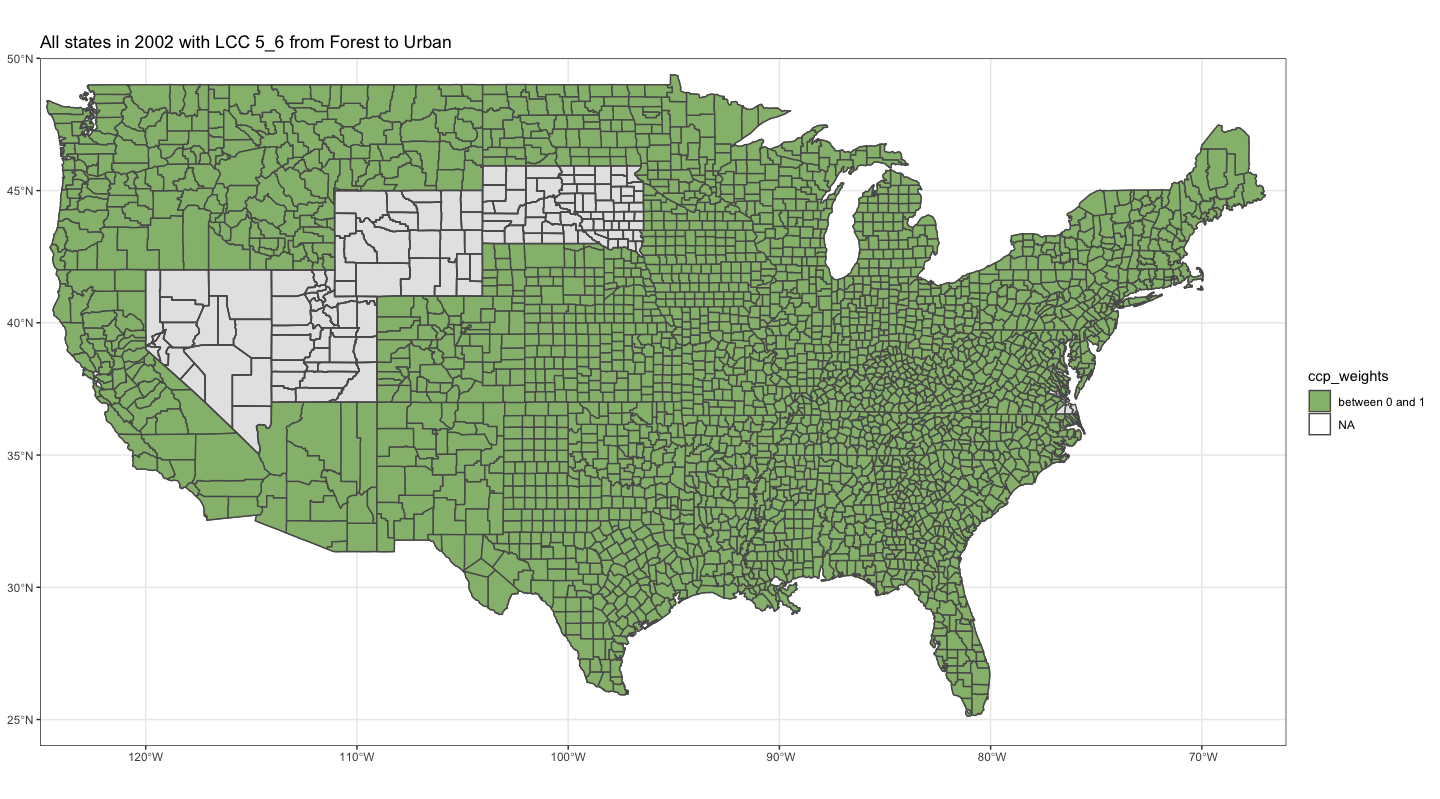 All states in 2002 with LCC 5_6 from Forest to Urban
50°N
45°N
40°N
35°N
30°N
25°N
120°W
110°W
100°W
90°W
80°W
70°W
ccp_weights
between 0 and 1
NA